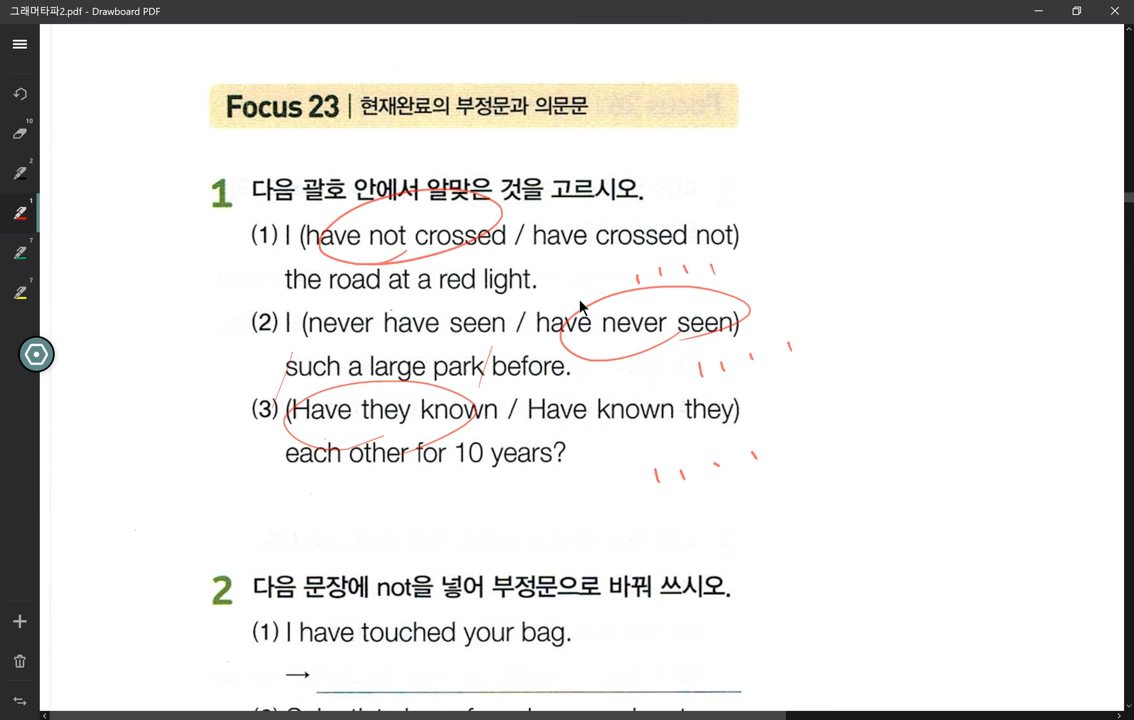 그래머타파2.pdf - Drawboard PDF
Focus 23 | 현재완료의 부정문과 의문문
1 다음 괄호 안에서 알맞은 것을 고르시오.
(1) I (have not crossed / have crossed not)
the road at a red light.
(2) I (never have seen / have never seen)
such a large park before.
(3) (Have they known / Have known they)
each other for 10 years?
2 다음 문장에 not을 넣어 부정문으로 바꿔 쓰시오.
(1) I have touched your bag.
→
10
2
1
7
7